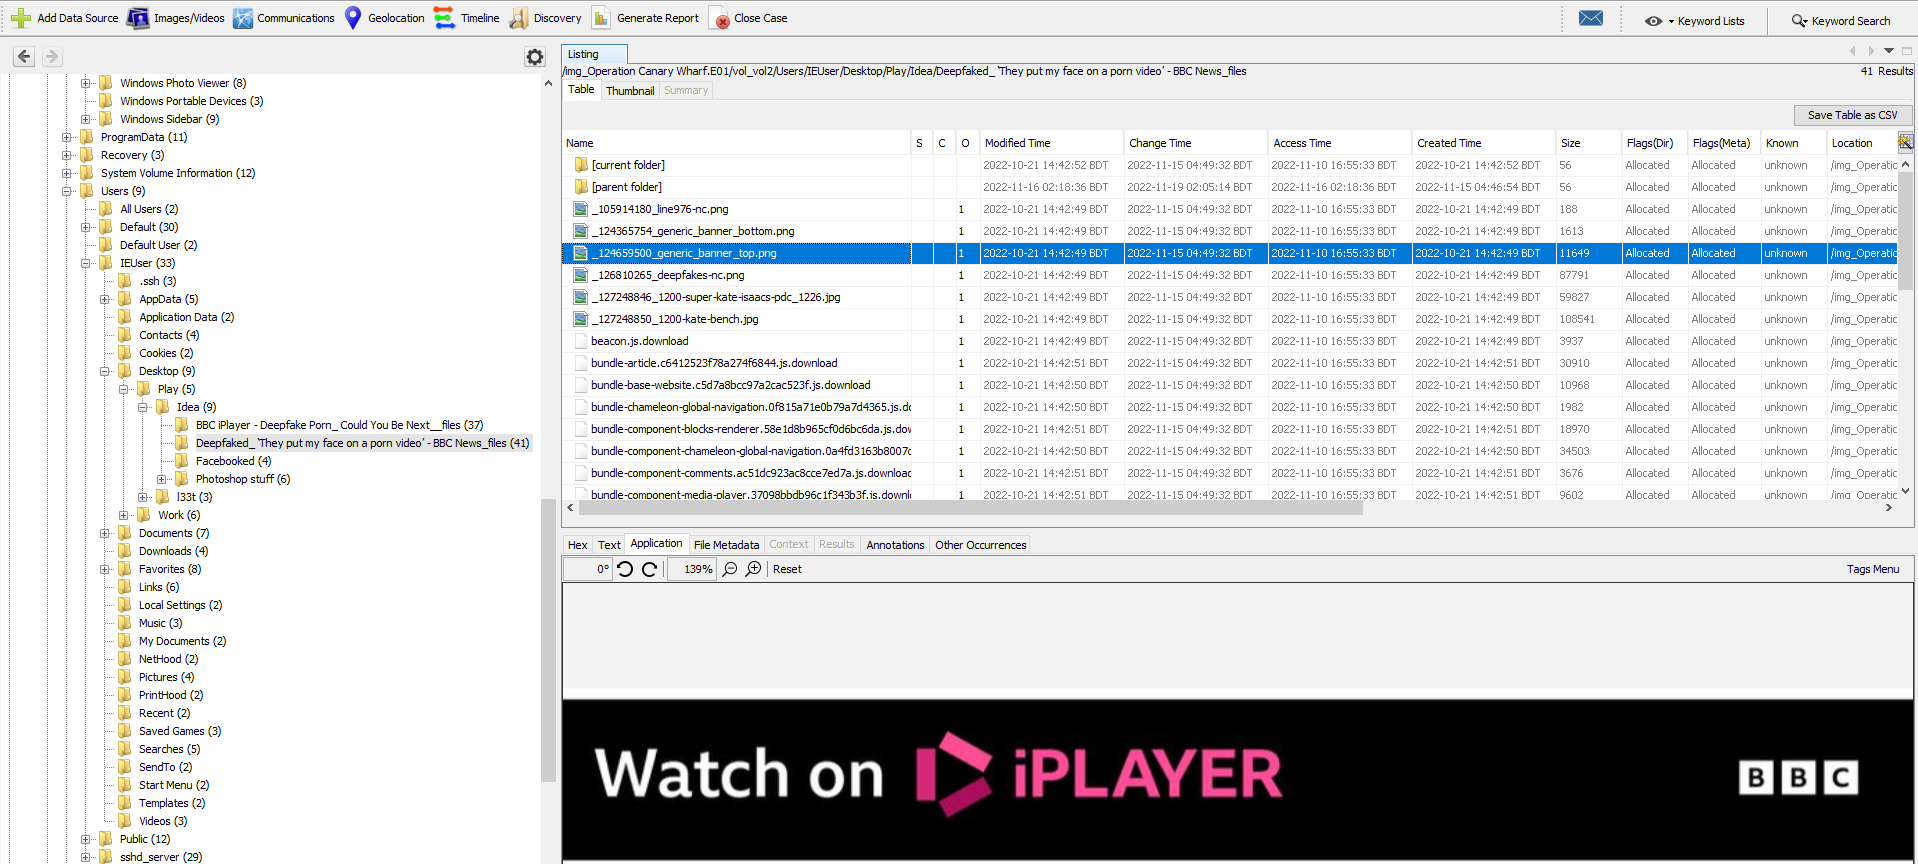 Add Data Source Images/Videos Communications Geolocation Timeline Discovery Generate Report Close Case Keyword Lists Keyword Search
Windows Photo Viewer (8)
Windows Portable Devices (3)
Windows Sidebar (9)
ProgramData (11)
Recovery (3)
System Volume Information (12)
Users (9)
All Users (2)
Default (30)
Default User (2)
IEUser (33)
.ssh (3)
AppData (5)
Application Data (2)
Contacts (4)
Cookies (2)
Desktop (9)
Play (5)
Idea (9)
BBC iPlayer - Deepfake Porn_ Could You Be Next__files (37)
Deepfaked_ ‘They put my face on a porn video’ - BBC News_files (41)
Facebooked (4)
Photoshop stuff (6)
l33t (3)
Work (6)
Documents (7)
Downloads (4)
Favorites (8)
Links (6)
Local Settings (2)
Music (3)
My Documents (2)
NetHood (2)
Pictures (4)
PrintHood (2)
Recent (2)
Saved Games (3)
Searches (5)
SendTo (2)
Start Menu (2)
Templates (2)
Videos (3)
Public (12)
sshd_server (29)
Listing
/img_Operation Canary Wharf.E01/vol_vol2/Users/IEUser/Desktop/Play/Idea/Deepfaked_ ‘They put my face on a porn video’ - BBC News_files 41 Results
Table Thumbnail Summary
Save Table as CSV
Name S C O Modified Time Change Time Access Time Created Time Size Flags(Dir) Flags(Meta) Known Location
[current folder] 2022-10-21 14:42:52 BDT 2022-11-15 04:49:32 BDT 2022-11-10 16:55:33 BDT 2022-10-21 14:42:52 BDT 56 Allocated Allocated unknown /img_Operatic
[parent folder] 2022-11-16 02:18:36 BDT 2022-11-19 02:05:14 BDT 2022-11-16 02:18:36 BDT 2022-11-15 04:46:54 BDT 56 Allocated Allocated unknown /img_Operatic
_105914180_line976-nc.png 1 2022-10-21 14:42:49 BDT 2022-11-15 04:49:32 BDT 2022-11-10 16:55:33 BDT 2022-10-21 14:42:49 BDT 188 Allocated Allocated unknown /img_Operatic
_124365754_generic_banner_bottom.png 1 2022-10-21 14:42:49 BDT 2022-11-15 04:49:32 BDT 2022-11-10 16:55:33 BDT 2022-10-21 14:42:49 BDT 1613 Allocated Allocated unknown /img_Operatic
_124659500_generic_banner_top.png 1 2022-10-21 14:42:49 BDT 2022-11-15 04:49:32 BDT 2022-11-10 16:55:33 BDT 2022-10-21 14:42:49 BDT 11649 Allocated Allocated unknown /img_Operatic
_126810265_deepfakes-nc.png 1 2022-10-21 14:42:49 BDT 2022-11-15 04:49:32 BDT 2022-11-10 16:55:33 BDT 2022-10-21 14:42:49 BDT 87791 Allocated Allocated unknown /img_Operatic
_127248846_1200-super-kate-isaacs-pdc_1226.jpg 1 2022-10-21 14:42:49 BDT 2022-11-15 04:49:32 BDT 2022-11-10 16:55:33 BDT 2022-10-21 14:42:49 BDT 59827 Allocated Allocated unknown /img_Operatic
_127248850_1200-kate-bench.jpg 1 2022-10-21 14:42:49 BDT 2022-11-15 04:49:32 BDT 2022-11-10 16:55:33 BDT 2022-10-21 14:42:49 BDT 108541 Allocated Allocated unknown /img_Operatic
beacon.js.download 1 2022-10-21 14:42:49 BDT 2022-11-15 04:49:32 BDT 2022-11-10 16:55:33 BDT 2022-10-21 14:42:49 BDT 3937 Allocated Allocated unknown /img_Operatic
bundle-article.c6412523f78a274f6844.js.download 1 2022-10-21 14:42:51 BDT 2022-11-15 04:49:32 BDT 2022-11-10 16:55:33 BDT 2022-10-21 14:42:51 BDT 30910 Allocated Allocated unknown /img_Operatic
bundle-base-website.c5d7a8bcc97a2cac523f.js.download 1 2022-10-21 14:42:50 BDT 2022-11-15 04:49:32 BDT 2022-11-10 16:55:33 BDT 2022-10-21 14:42:50 BDT 10968 Allocated Allocated unknown /img_Operatic
bundle-chameleon-global-navigation.0f815a71e0b79a7d4365.js.dc 1 2022-10-21 14:42:50 BDT 2022-11-15 04:49:32 BDT 2022-11-10 16:55:33 BDT 2022-10-21 14:42:50 BDT 1982 Allocated Allocated unknown /img_Operatic
bundle-component-blocks-renderer.58e1d8b965cf0d6bc6da.js.dow 1 2022-10-21 14:42:51 BDT 2022-11-15 04:49:32 BDT 2022-11-10 16:55:33 BDT 2022-10-21 14:42:51 BDT 18970 Allocated Allocated unknown /img_Operatic
bundle-component-chameleon-global-navigation.0a4fd3163b8007c 1 2022-10-21 14:42:51 BDT 2022-11-15 04:49:32 BDT 2022-11-10 16:55:33 BDT 2022-10-21 14:42:51 BDT 34503 Allocated Allocated unknown /img_Operatic
bundle-component-comments.ac51dc923ac8cce7ed7a.js.download 1 2022-10-21 14:42:51 BDT 2022-11-15 04:49:32 BDT 2022-11-10 16:55:33 BDT 2022-10-21 14:42:51 BDT 3676 Allocated Allocated unknown /img_Operatic
bundle-component-media-player.37098bbdb96c1f343b3f.js.downl 1 2022-10-21 14:42:51 BDT 2022-11-15 04:49:32 BDT 2022-11-10 16:55:33 BDT 2022-10-21 14:42:51 BDT 9602 Allocated Allocated unknown /img_Operatic
Hex Text Application File Metadata Context Results Annotations Other Occurrences
0° 139% Reset Tags Menu
Watch on iPLAYER BBC